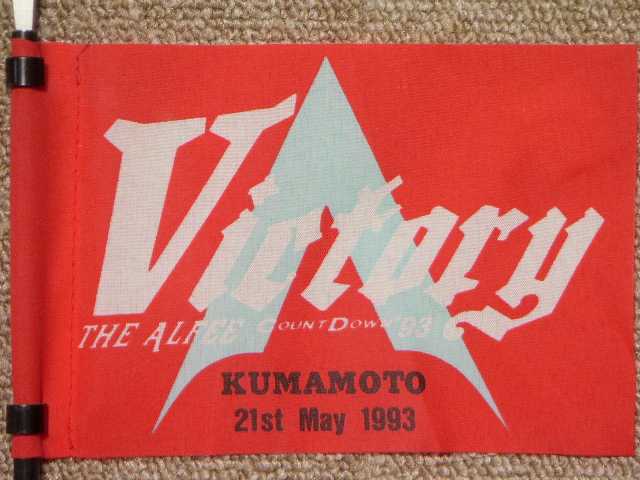 Victory
THE ALFEE COUNTDOWN '93
KUMAMOTO
21st May 1993